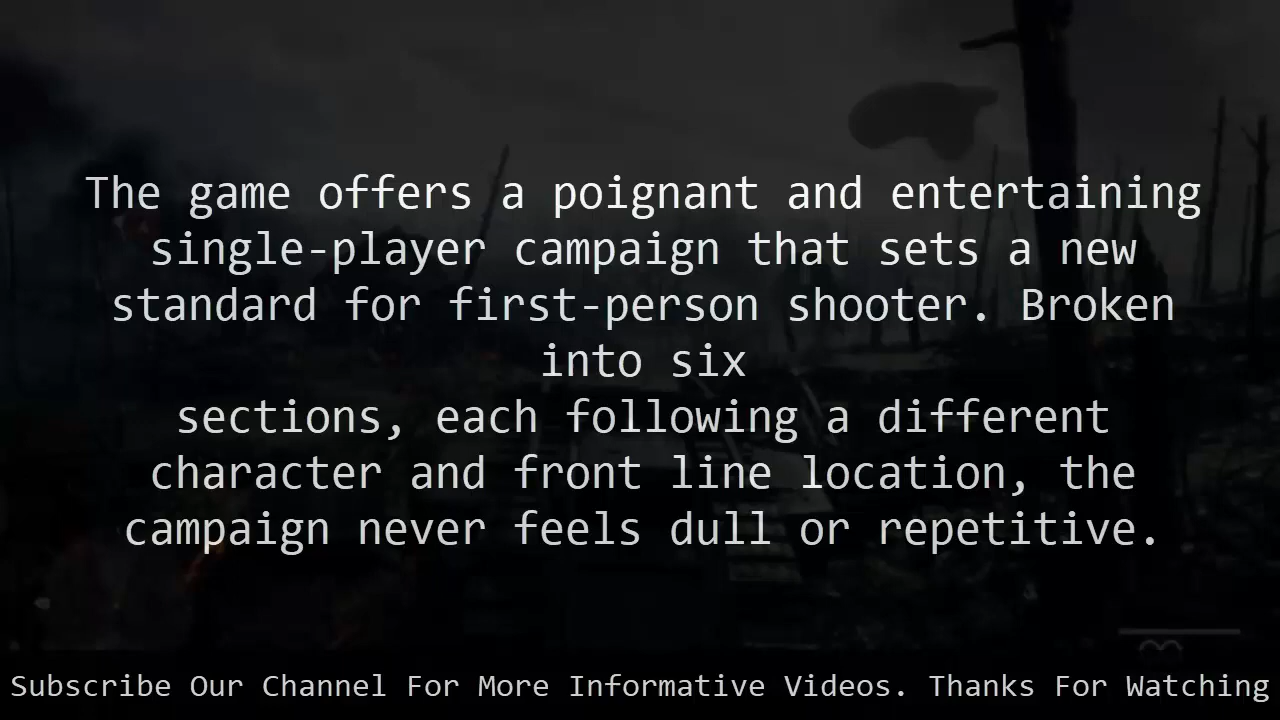 The game offers a poignant and entertaining
single-player campaign that sets a new
standard for first-person shooter. Broken
into six
sections, each following a different
character and front line location, the
campaign never feels dull or repetitive.
Subscribe Our Channel For More Informative Videos. Thanks For Watching